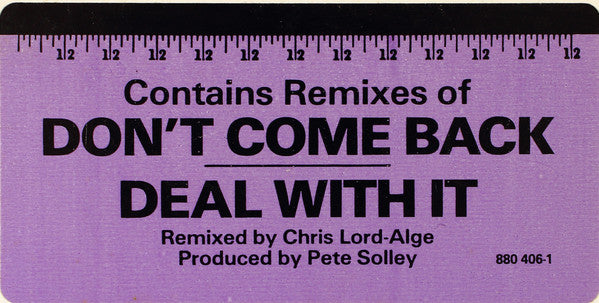 12 12 12 12 12 12 12 12 12 12 12 12
Contains Remixes of
DON'T COME BACK
DEAL WITH IT
Remixed by Chris Lord-Alge
Produced by Pete Solley
880 406-1